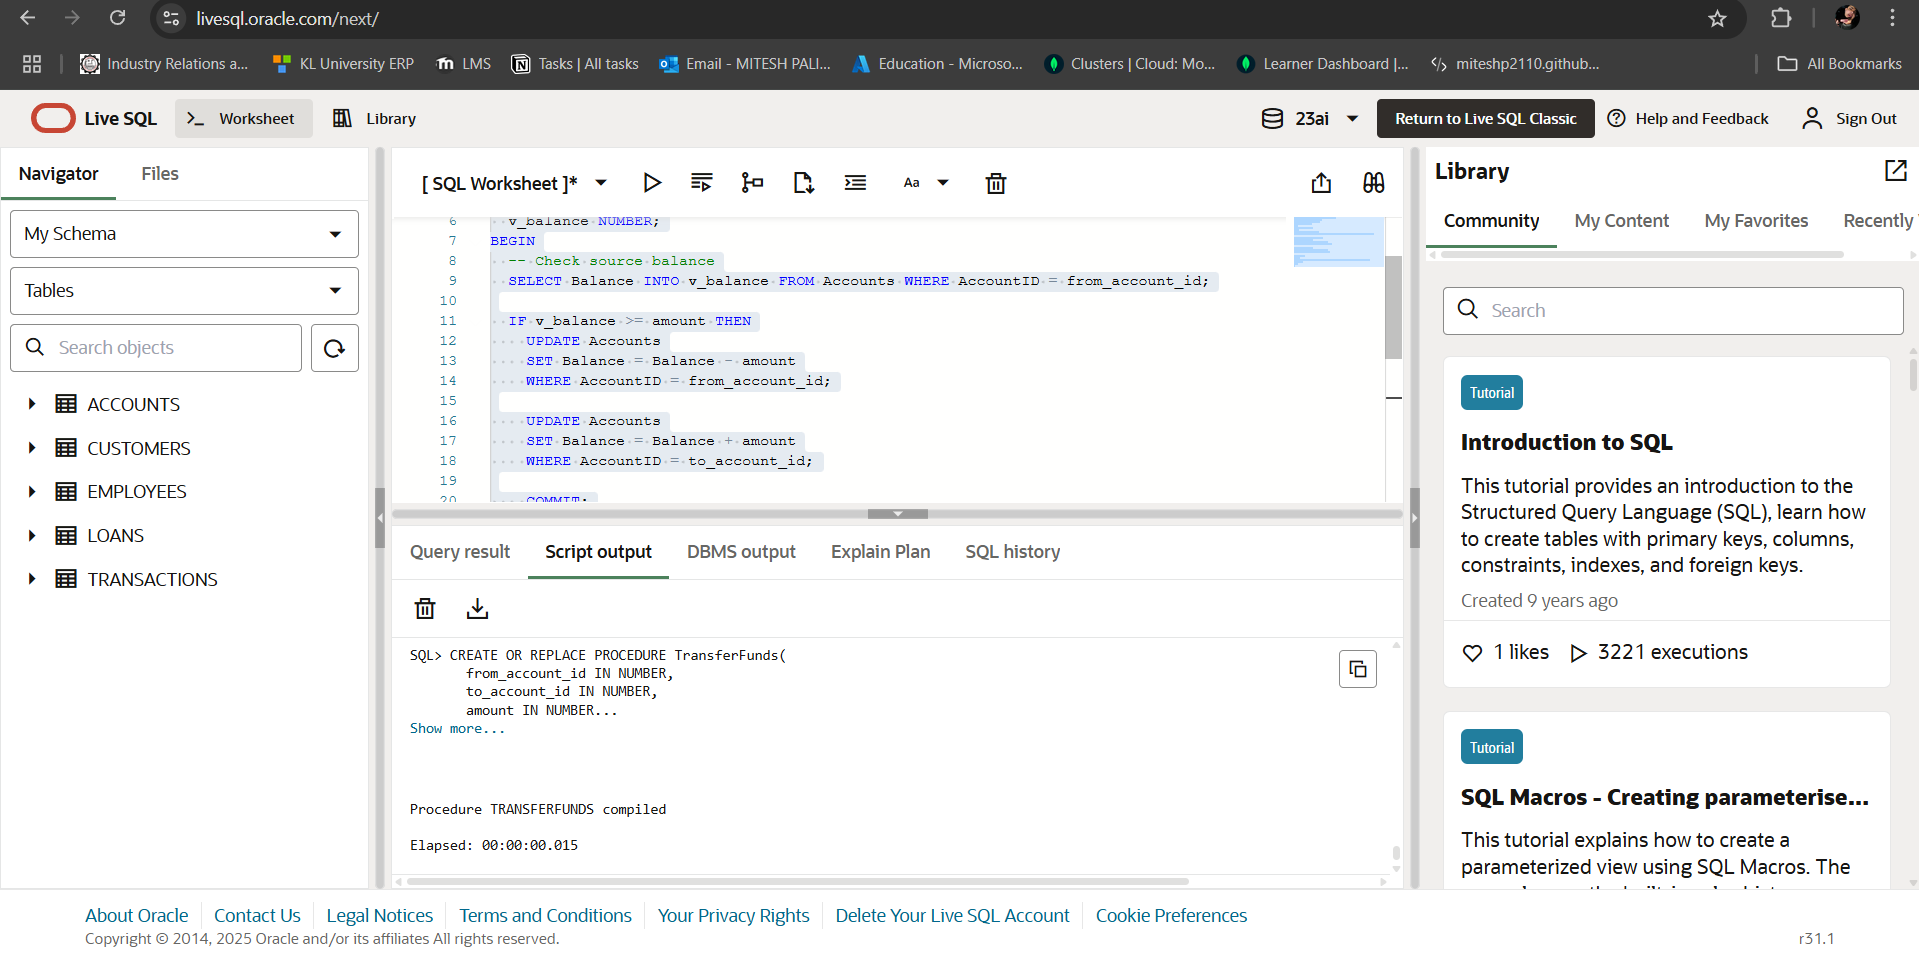 livesql.oracle.com/next/
Industry Relations a...
KL University ERP
LMS
Tasks | All tasks
Email - MITESH PALI...
Education - Microso...
Clusters | Cloud: Mo...
Learner Dashboard |...
miteshp2110.github...
All Bookmarks
Live SQL
Worksheet
Library
23ai
Return to Live SQL Classic
Help and Feedback
Sign Out
Navigator
Files
My Schema
Tables
Search objects
ACCOUNTS
CUSTOMERS
EMPLOYEES
LOANS
TRANSACTIONS
[ SQL Worksheet ]*
Aa
6 v_balance NUMBER;
7 BEGIN
8 -- Check source balance
9 SELECT Balance INTO v_balance FROM Accounts WHERE AccountID = from_account_id;
10
11 IF v_balance >= amount THEN
12 UPDATE Accounts
13 SET Balance = Balance - amount
14 WHERE AccountID = from_account_id;
15
16 UPDATE Accounts
17 SET Balance = Balance + amount
18 WHERE AccountID = to_account_id;
19
20 COMMIT;
Query result
Script output
DBMS output
Explain Plan
SQL history
SQL> CREATE OR REPLACE PROCEDURE TransferFunds(
from_account_id IN NUMBER,
to_account_id IN NUMBER,
amount IN NUMBER...
Show more...
Procedure TRANSFERFUNDS compiled
Elapsed: 00:00:00.015
Library
Community
My Content
My Favorites
Recently
Search
Tutorial
Introduction to SQL
This tutorial provides an introduction to the
Structured Query Language (SQL), learn how
to create tables with primary keys, columns,
constraints, indexes, and foreign keys.
Created 9 years ago
1 likes
3221 executions
Tutorial
SQL Macros - Creating parameterise...
This tutorial explains how to create a
parameterized view using SQL Macros. The
About Oracle
Contact Us
Legal Notices
Terms and Conditions
Your Privacy Rights
Delete Your Live SQL Account
Cookie Preferences
Copyright © 2014, 2025 Oracle and/or its affiliates All rights reserved.
r31.1